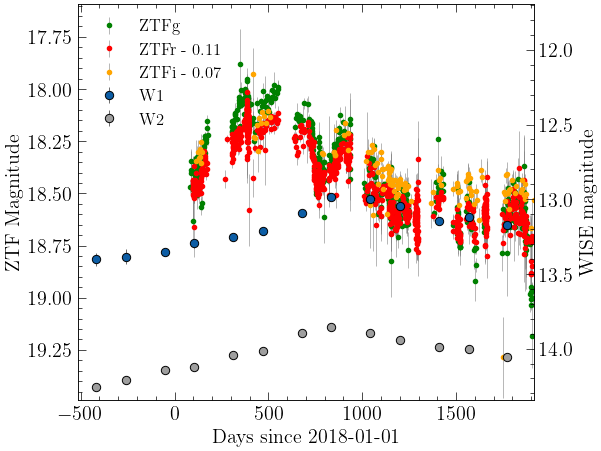 ZTFg
ZTFr - 0.11
ZTFi - 0.07
W1
W2
17.75
18.00
18.25
18.50
18.75
19.00
19.25
ZTF Magnitude
12.0
12.5
13.0
13.5
14.0
WISE magnitude
−500
0
500
1000
1500
Days since 2018-01-01